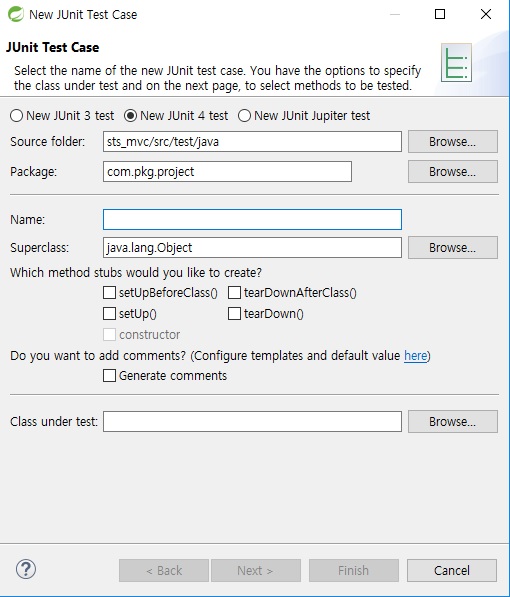 New JUnit Test Case
JUnit Test Case
Select the name of the new JUnit test case. You have the options to specify
the class under test and on the next page, to select methods to be tested.
New JUnit 3 test New JUnit 4 test New JUnit Jupiter test
Source folder: sts_mvc/src/test/java Browse...
Package: com.pkg.project Browse...
Name:
Superclass: java.lang.Object Browse...
Which method stubs would you like to create?
setUpBeforeClass() tearDownAfterClass()
setUp() tearDown()
constructor
Do you want to add comments? (Configure templates and default value here)
Generate comments
Class under test: Browse...
? < Back Next > Finish Cancel